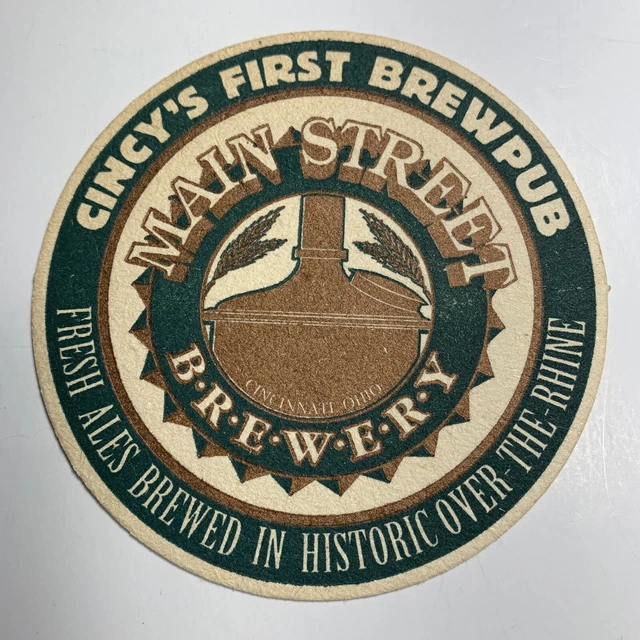 CINCY'S FIRST BREWPUB
MAIN STREET
B·R·E·W·E·R·Y
CINCINNATI OHIO
FRESH ALES BREWED IN HISTORIC OVER-THE-RHINE